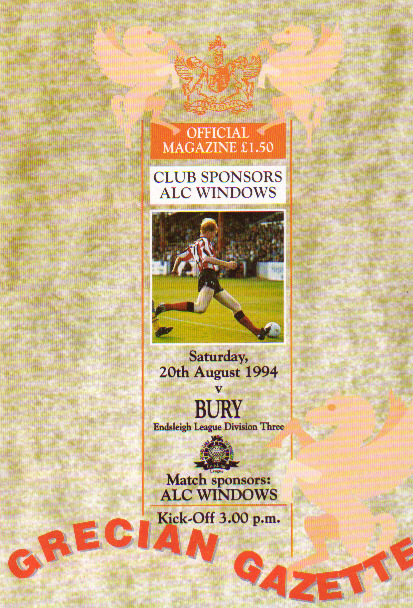 OFFICIAL
MAGAZINE £1.50
CLUB SPONSORS
ALC WINDOWS
Saturday,
20th August 1994
v
BURY
Endsleigh League Division Three
Match sponsors:
ALC WINDOWS
Kick-Off 3.00 p.m.
GRECIAN GAZETTE